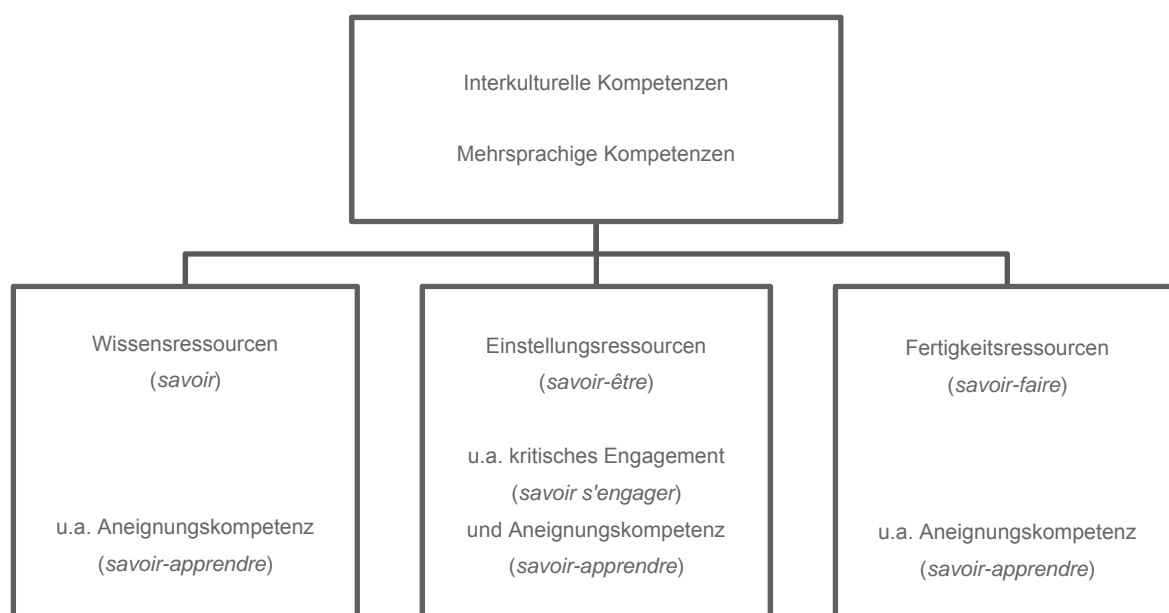 Interkulturelle Kompetenzen
Mehrsprachige Kompetenzen
Wissensressourcen
(savoir)
u.a. Aneignungskompetenz
(savoir-apprendre)
Einstellungsressourcen
(savoir-être)
u.a. kritisches Engagement
(savoir s'engager)
und Aneignungskompetenz
(savoir-apprendre)
Fertigkeitsressourcen
(savoir-faire)
u.a. Aneignungskompetenz
(savoir-apprendre)